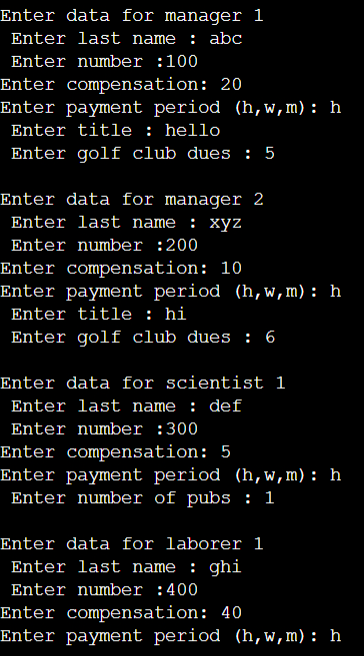 Enter data for manager 1
Enter last name : abc
Enter number :100
Enter compensation: 20
Enter payment period (h,w,m): h
Enter title : hello
Enter golf club dues : 5
Enter data for manager 2
Enter last name : xyz
Enter number :200
Enter compensation: 10
Enter payment period (h,w,m): h
Enter title : hi
Enter golf club dues : 6
Enter data for scientist 1
Enter last name : def
Enter number :300
Enter compensation: 5
Enter payment period (h,w,m): h
Enter number of pubs : 1
Enter data for laborer 1
Enter last name : ghi
Enter number :400
Enter compensation: 40
Enter payment period (h,w,m): h